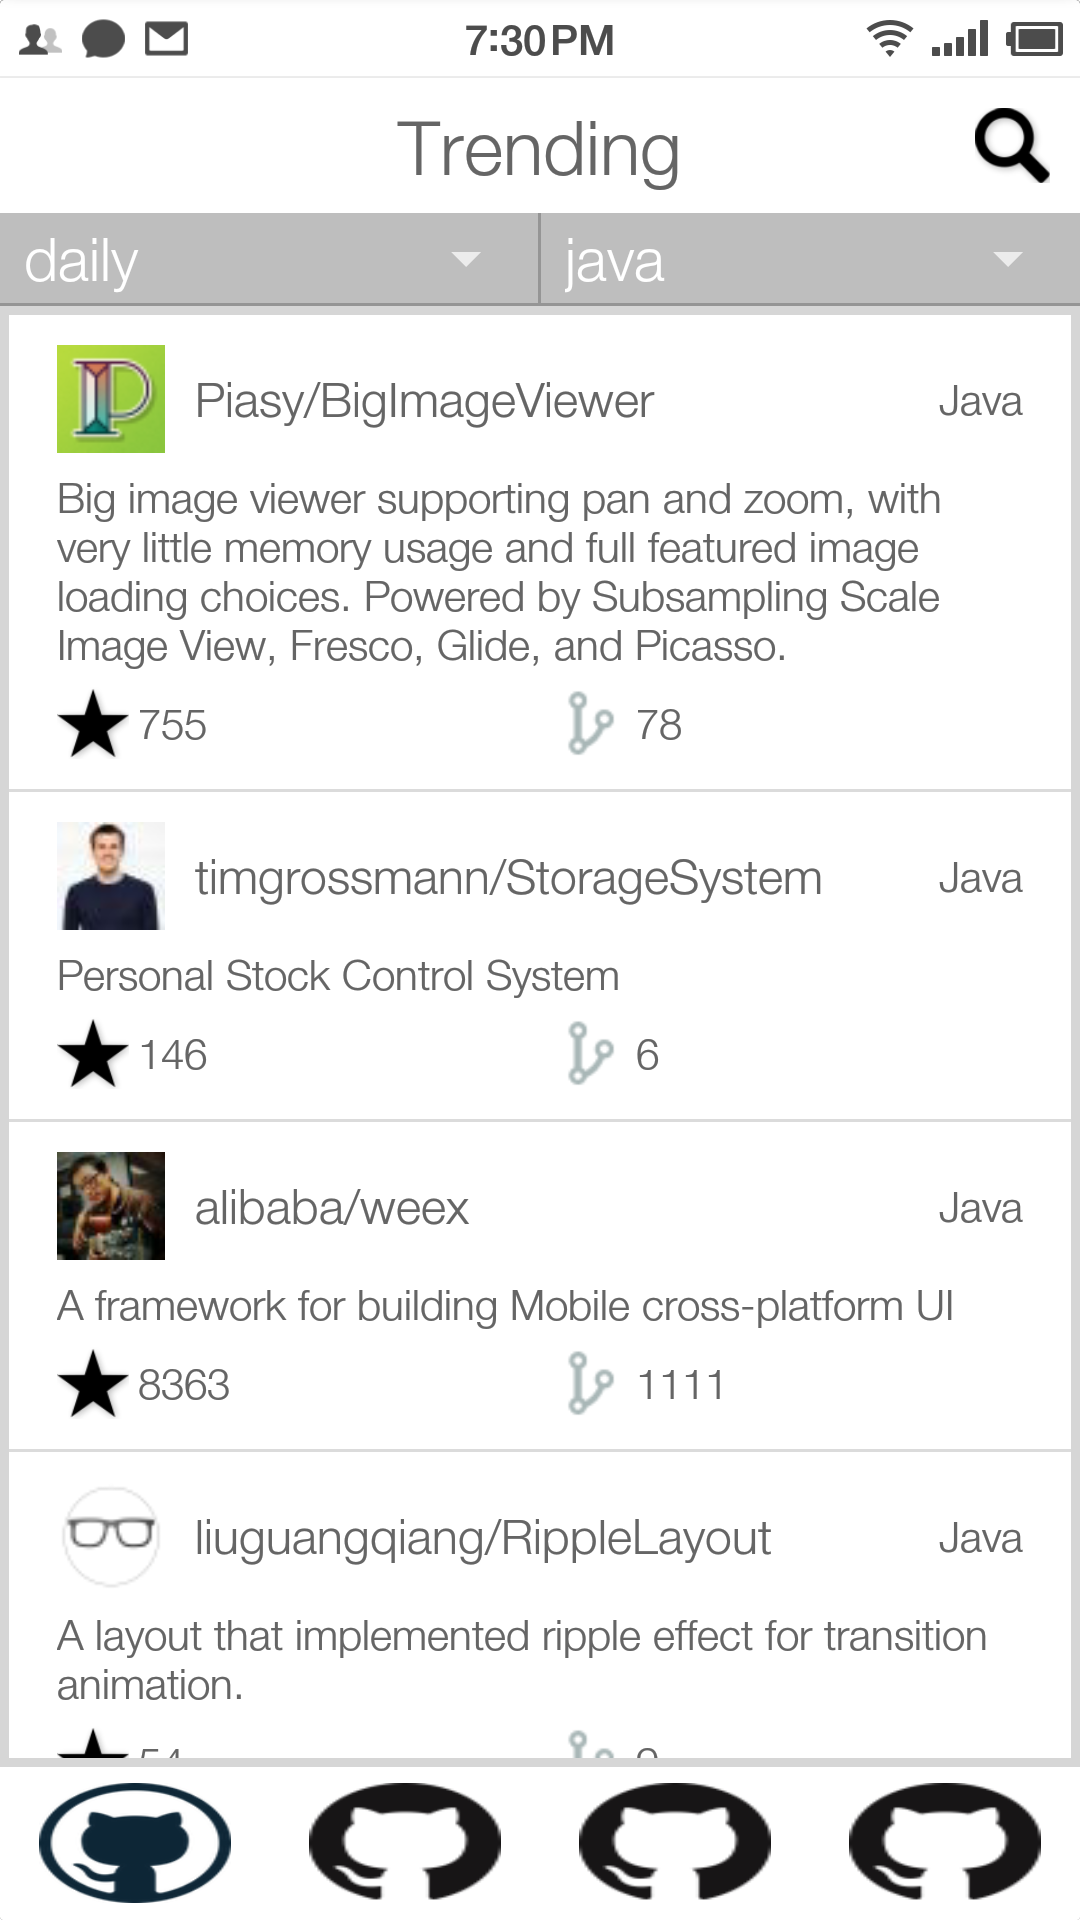 7:30 PM
Trending
daily
java
Piasy/BigImageViewer
Java
Big image viewer supporting pan and zoom, with
very little memory usage and full featured image
loading choices. Powered by Subsampling Scale
Image View, Fresco, Glide, and Picasso.
755
78
timgrossmann/StorageSystem
Java
Personal Stock Control System
146
6
alibaba/weex
Java
A framework for building Mobile cross-platform UI
8363
1111
liuguangqiang/RippleLayout
Java
A layout that implemented ripple effect for transition
animation.